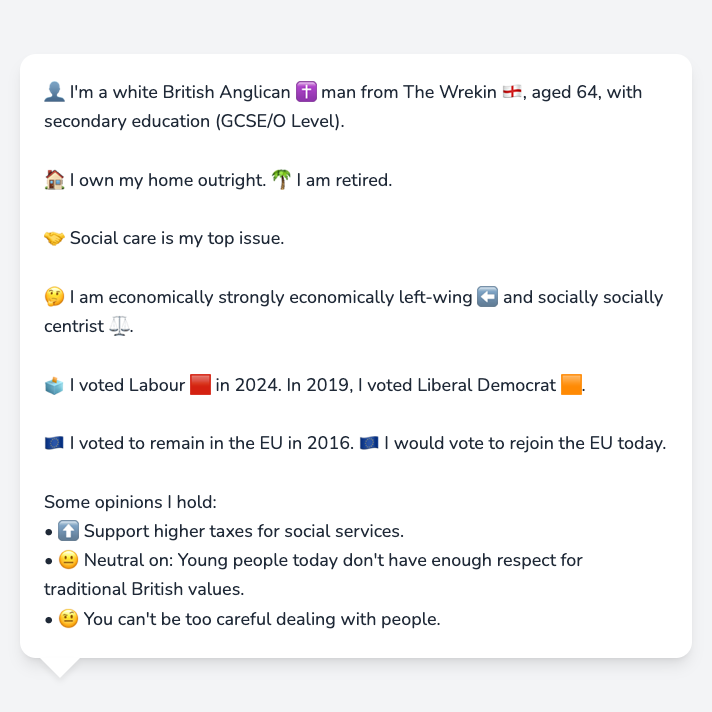 👤 I'm a white British Anglican ✝️ man from The Wrekin 🏴󠁧󠁢󠁥󠁮󠁧󠁿, aged 64, with
secondary education (GCSE/O Level).
🏠 I own my home outright. 🌴 I am retired.
🤝 Social care is my top issue.
🤔 I am economically strongly economically left-wing ⬅️ and socially socially
centrist ⚖️.
🗳️ I voted Labour 🟥 in 2024. In 2019, I voted Liberal Democrat 🟧.
🇪🇺 I voted to remain in the EU in 2016. 🇪🇺 I would vote to rejoin the EU today.
Some opinions I hold:
• ⬆️ Support higher taxes for social services.
• 😐 Neutral on: Young people today don't have enough respect for
traditional British values.
• 🤨 You can't be too careful dealing with people.